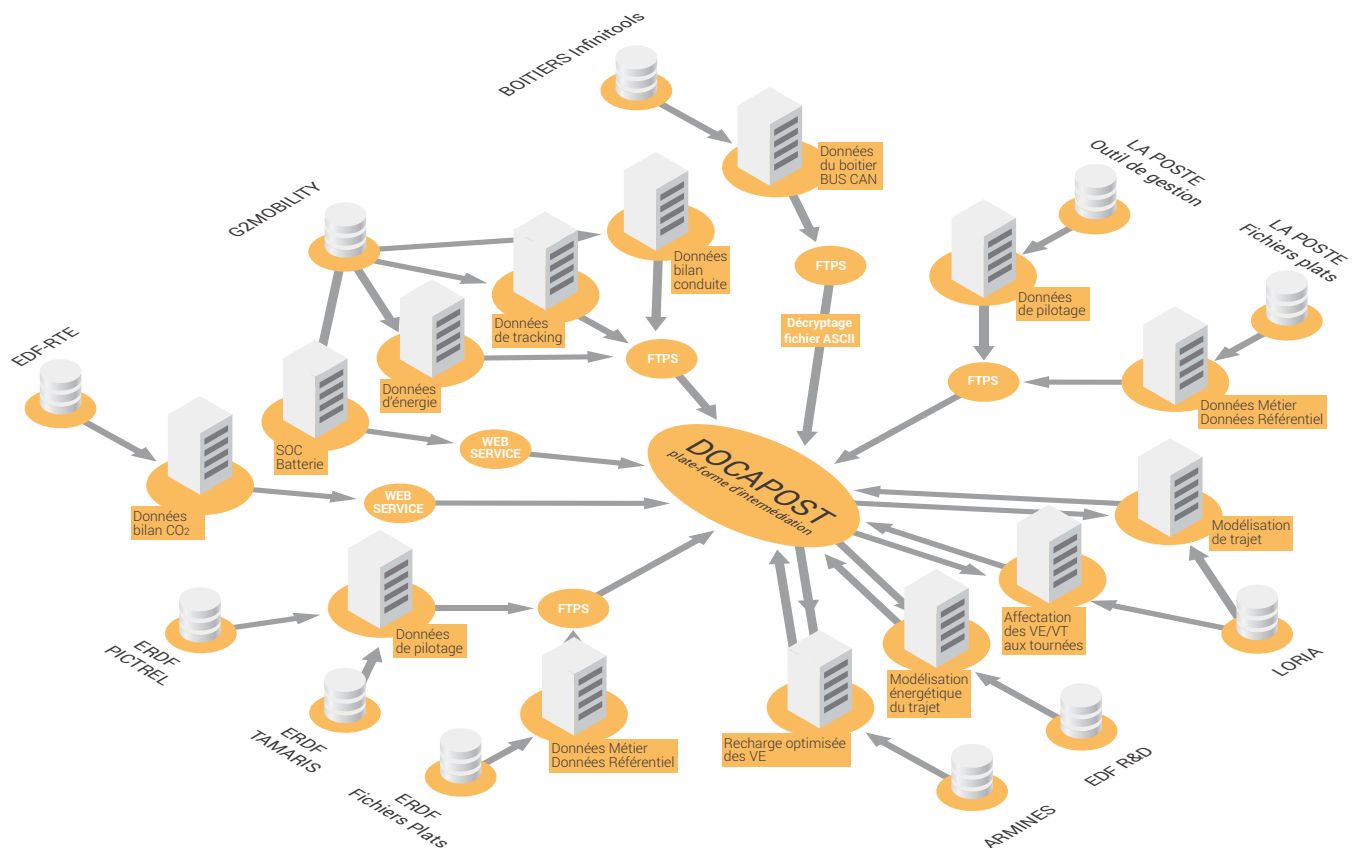 BOITIERS Infinitools
Données
du boitier
BUS CAN
LA POSTE
Outil de gestion
G2MOBILITY
LA POSTE
Fichiers plats
Données
bilan
conduite
FTPS
Données
de pilotage
Données
de tracking
Décryptage
fichier ASCII
EDF-RTE
FTPS
FTPS
Données
d'énergie
Données Métier
Données Référentiel
SOC
Batterie
WEB
SERVICE
DOCAPOST
plate-forme d'intermédiation
WEB
SERVICE
Données
bilan CO2
Modélisation
de trajet
FTPS
ERDF
PICTREL
Données
de pilotage
Affectation
des VE/VT
aux tournées
LORIA
Modélisation
énergétique
du trajet
ERDF
TAMARIS
Données Métier
Données Référentiel
Recharge optimisée
des VE
EDF R&D
ERDF
Fichiers Plats
ARMINES